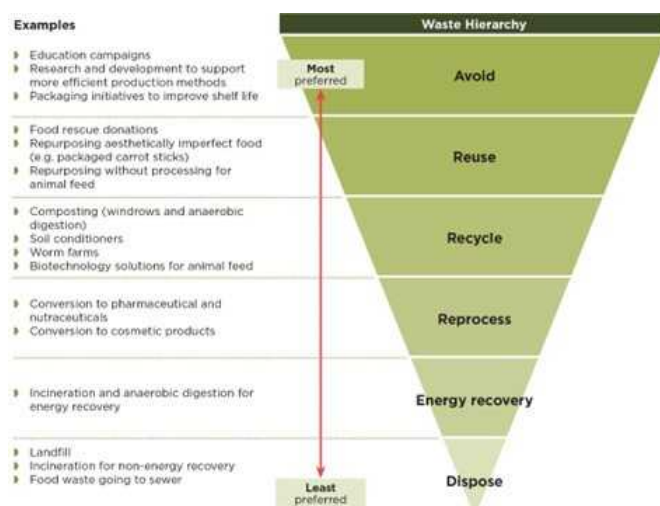 Examples
Waste Hierarchy
Education campaigns
Research and development to support
more efficient production methods
Packaging initiatives to improve shelf life
Most
preferred
Avoid
Food rescue donations
Repurposing aesthetically imperfect food
(e.g. packaged carrot sticks)
Repurposing without processing for
animal feed
Reuse
Composting (windrows and anaerobic
digestion)
Soil conditioners
Worm farms
Biotechnology solutions for animal feed
Recycle
Conversion to pharmaceutical and
nutraceuticals
Conversion to cosmetic products
Reprocess
Incineration and anaerobic digestion for
energy recovery
Energy recovery
Landfill
Incineration for non-energy recovery
Food waste going to sewer
Least
preferred
Dispose